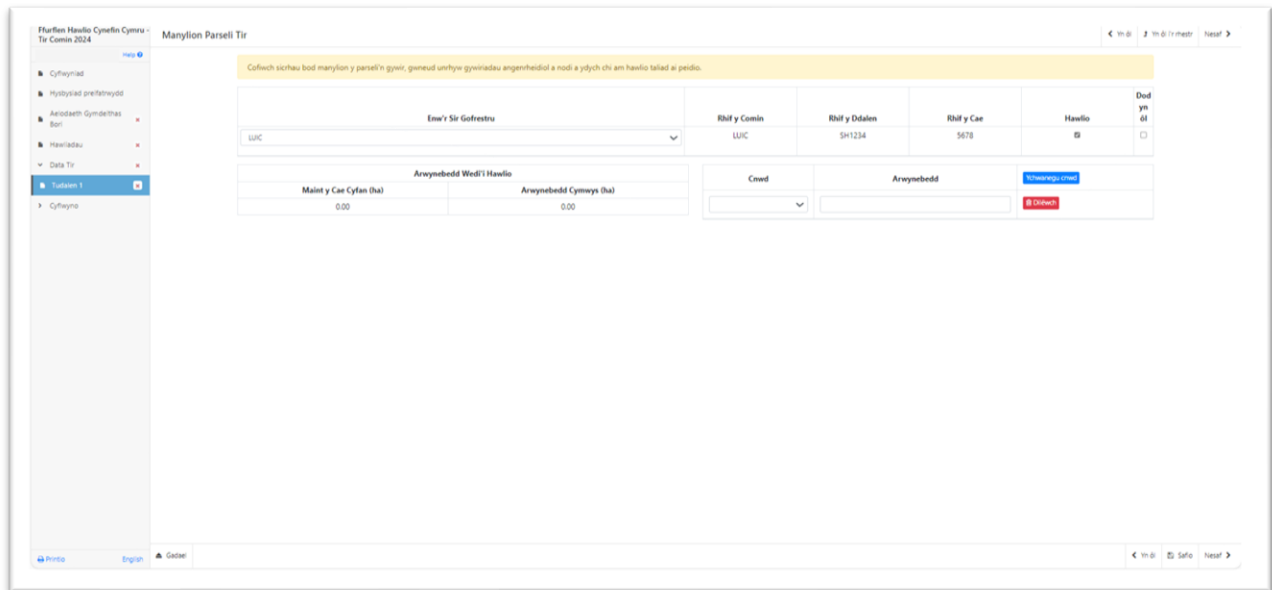 Ffurflen Hawlio Cynefin Cymru -
Tir Comin 2024
Help
Cyflwyniad
Hysbysiad preifatrwydd
Aelodaeth Gymdeithas
Bori
Hawliadau
Data Tir
Tudalen 1
Cyflwyno
Printio English
Manylion Parseli Tir
Yn ôl Yn ôl i'r rhestr Nesaf
Cofiwch sicrhau bod manylion y parseli'n gywir, gwneud unrhyw gywiriadau angenrheidiol a nodi a ydych chi am hawlio taliad ai peidio.
Enw'r Sir Gofrestru Rhif y Comin Rhif y Ddalen Rhif y Cae Hawlio Dod
yn
ôl
LUIC LUIC SH1234 5678
Arwynebedd Wedi'i Hawlio
Maint y Cae Cyfan (ha) Arwynebedd Cymwys (ha)
0.00 0.00
Cnwd Arwynebedd Ychwanegu cnwd
Dilëwch
Gadael
Yn ôl Safio Nesaf